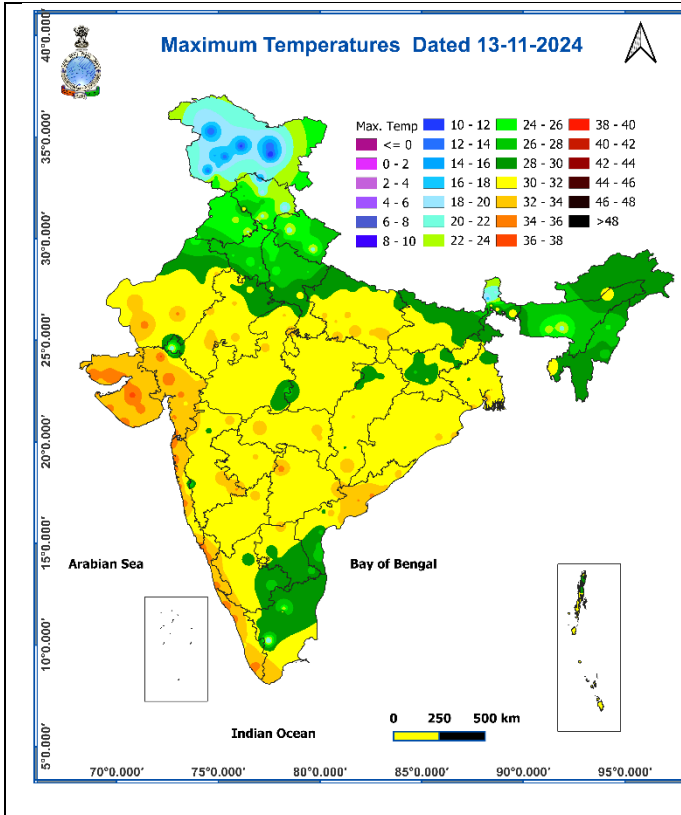 Maximum Temperatures Dated 13-11-2024
Max. Temp
<= 0
0 - 2
2 - 4
4 - 6
6 - 8
8 - 10
10 - 12
12 - 14
14 - 16
16 - 18
18 - 20
20 - 22
22 - 24
24 - 26
26 - 28
28 - 30
30 - 32
32 - 34
34 - 36
36 - 38
38 - 40
40 - 42
42 - 44
44 - 46
46 - 48
>48
40°0.000'
35°0.000'
30°0.000'
25°0.000'
20°0.000'
15°0.000'
10°0.000'
5°0.000'
Arabian Sea
Bay of Bengal
Indian Ocean
0 250 500 km
70°0.000' 75°0.000' 80°0.000' 85°0.000' 90°0.000' 95°0.000'